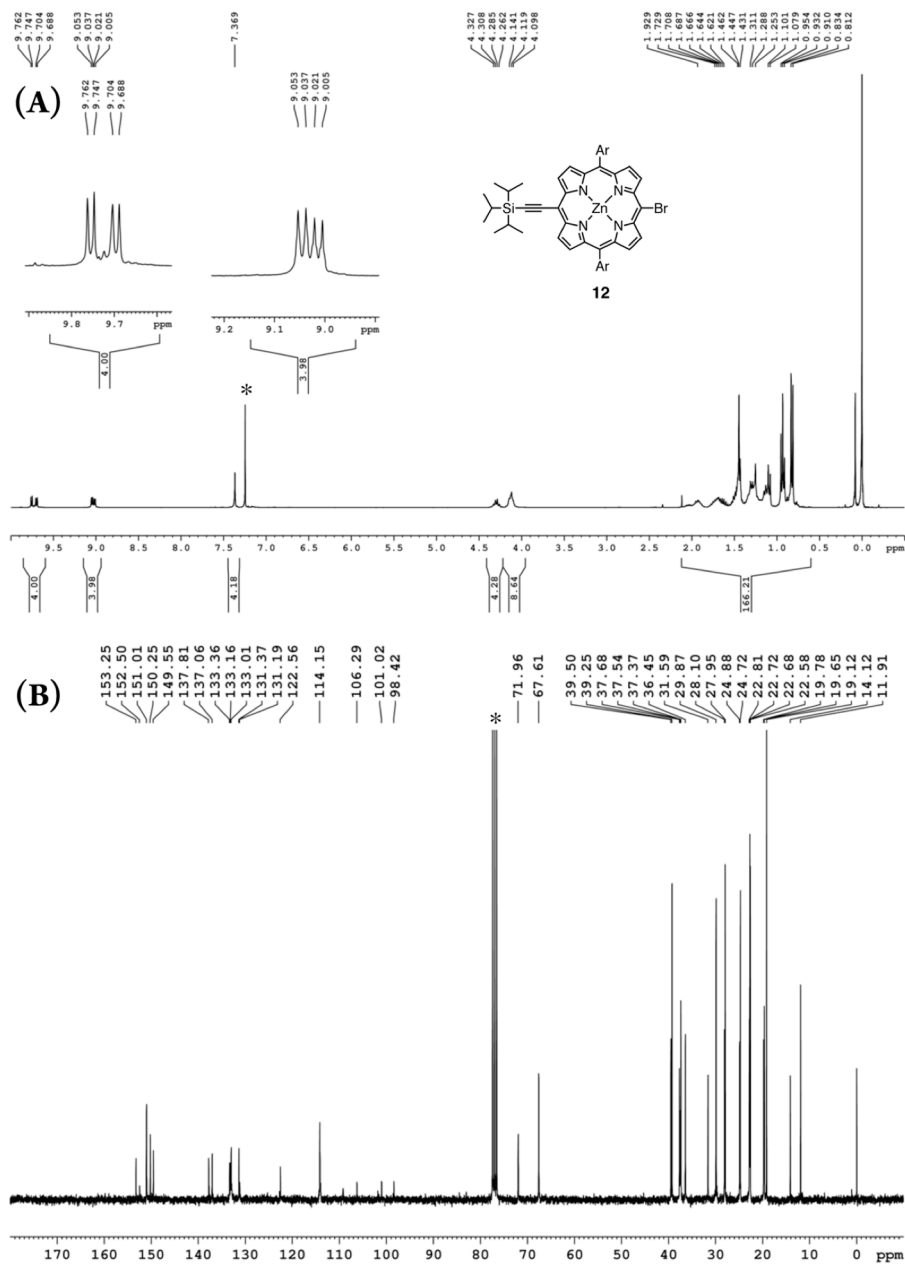 9.762 9.747 9.704 9.688 9.053 9.037 9.021 9.005 7.369 4.327 4.308 4.285 4.262 4.141 4.119 4.098 1.929 1.729 1.708 1.687 1.666 1.644 1.621 1.462 1.447 1.431 1.311 1.288 1.253 1.101 1.079 0.954 0.932 0.910 0.834 0.812
(A)
9.762 9.747 9.704 9.688 9.053 9.037 9.021 9.005
Ar
Si N N Zn N N Br
Ar
12
9.8 9.7 ppm
9.2 9.1 9.0 ppm
4.00 3.98
*
9.5 9.0 8.5 8.0 7.5 7.0 6.5 6.0 5.5 5.0 4.5 4.0 3.5 3.0 2.5 2.0 1.5 1.0 0.5 0.0 ppm
4.00 3.98 4.18 4.28 8.64 166.21
(B)
153.25 152.50 151.01 150.25 149.55 137.81 137.06 133.36 133.16 133.01 131.37 131.19 122.56 114.15 106.29 101.02 98.42 71.96 67.61 39.50 39.25 37.68 37.54 37.37 36.45 31.59 29.87 28.10 27.95 24.88 24.72 22.81 22.72 22.68 22.58 19.78 19.65 19.12 14.12 11.91
*
170 160 150 140 130 120 110 100 90 80 70 60 50 40 30 20 10 0 ppm